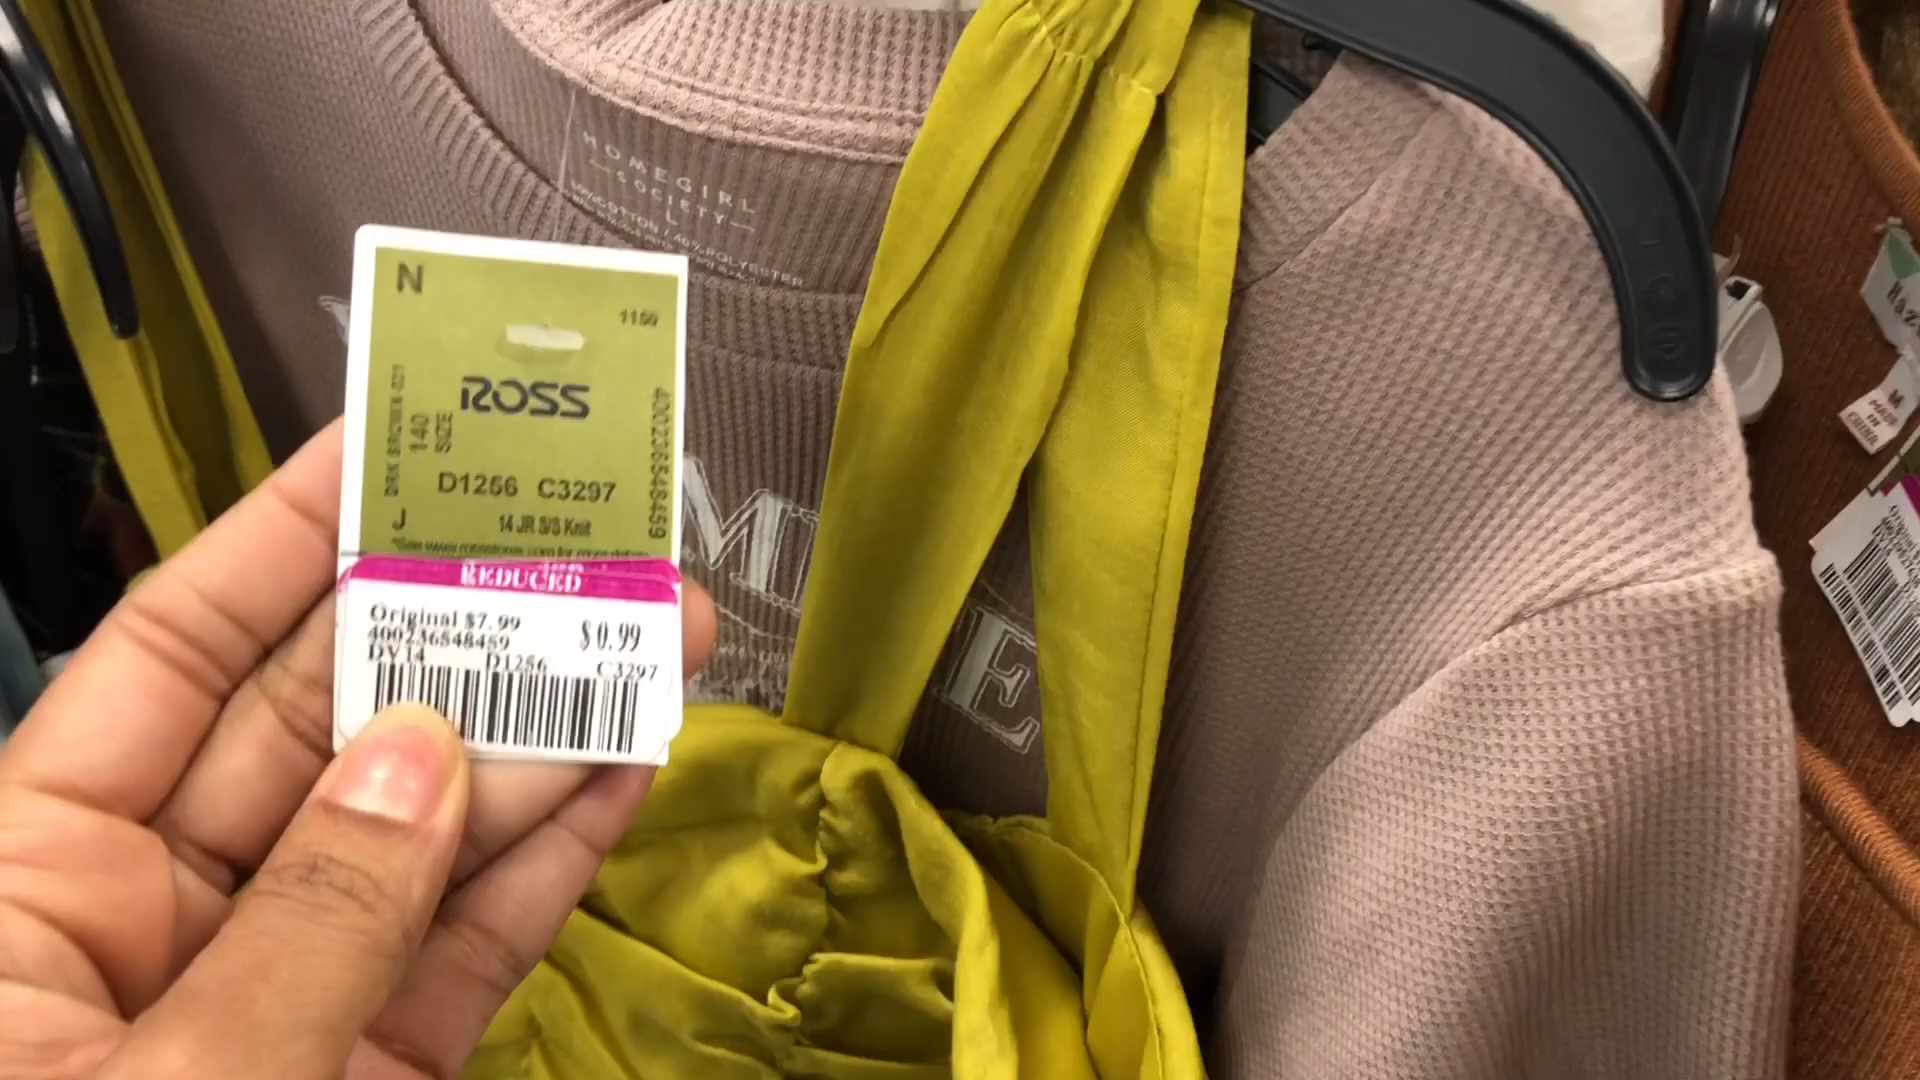 HOMEGIRL
—SOCIETY—
L
60%COTTON / 40%POLYESTER
N
1150
ROSS
DRK BROWN-021
140
SIZE
400236548459
D1256 C3297
J
14 JR S/S Knit
REDUCED
Original $7.99
$0.99
400236548459
DV14 D1256 C3297
M
E
M
MADE
IN